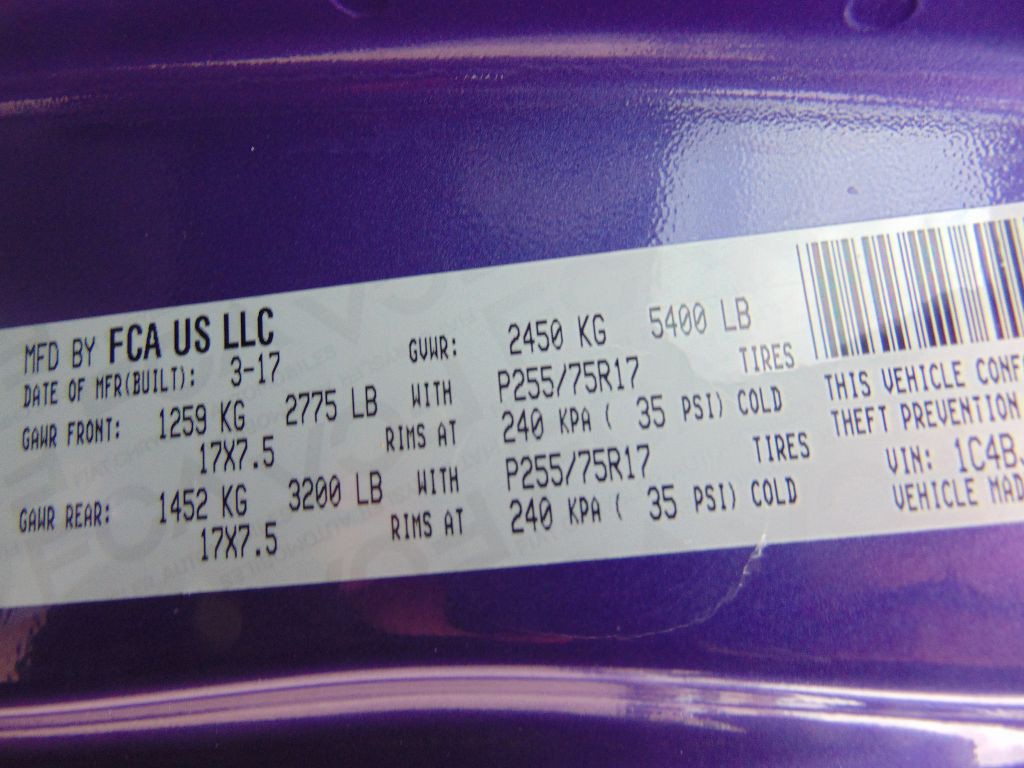 MFD BY FCA US LLC
DATE OF MFR(BUILT): 3-17 GVWR: 2450 KG 5400 LB
GAWR FRONT: 1259 KG 2775 LB WITH P255/75R17 TIRES
17X7.5 RIMS AT 240 KPA ( 35 PSI) COLD
GAWR REAR: 1452 KG 3200 LB WITH P255/75R17 TIRES
17X7.5 RIMS AT 240 KPA ( 35 PSI) COLD
THIS VEHICLE CONF
THEFT PREVENTION
VIN: 1C4B
VEHICLE MAD